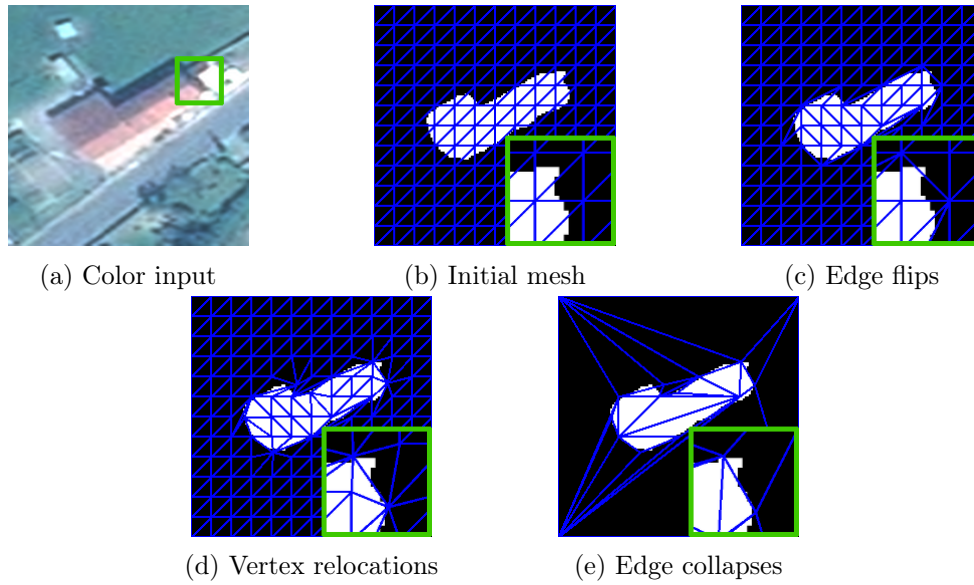 (a) Color input
(b) Initial mesh
(c) Edge flips
(d) Vertex relocations
(e) Edge collapses